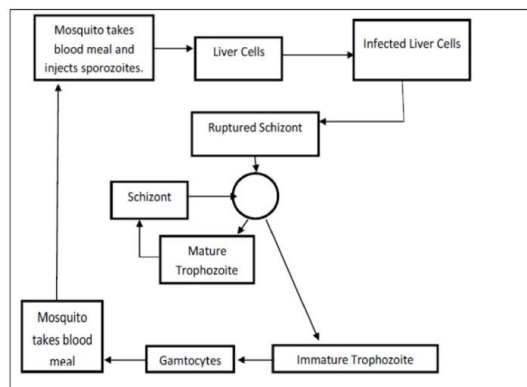 Mosquito takes
blood meal and
injects sporozoites.
Liver Cells
Infected Liver Cells
Ruptured Schizont
Schizont
Mature
Trophozoite
Mosquito
takes blood
meal
Gamtocytes
Immature Trophozoite